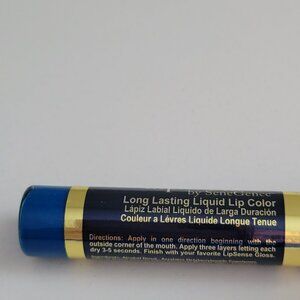 by SeneGence
Long Lasting Liquid Lip Color
Lápiz Labial Liquido de Larga Duración
Couleur a Lévres Liquide Longue Tenue
Directions: Apply in one direction beginning with the
outside corner of the mouth. Apply three layers letting each
dry 3-5 seconds. Finish with your favorite LipSense Gloss.